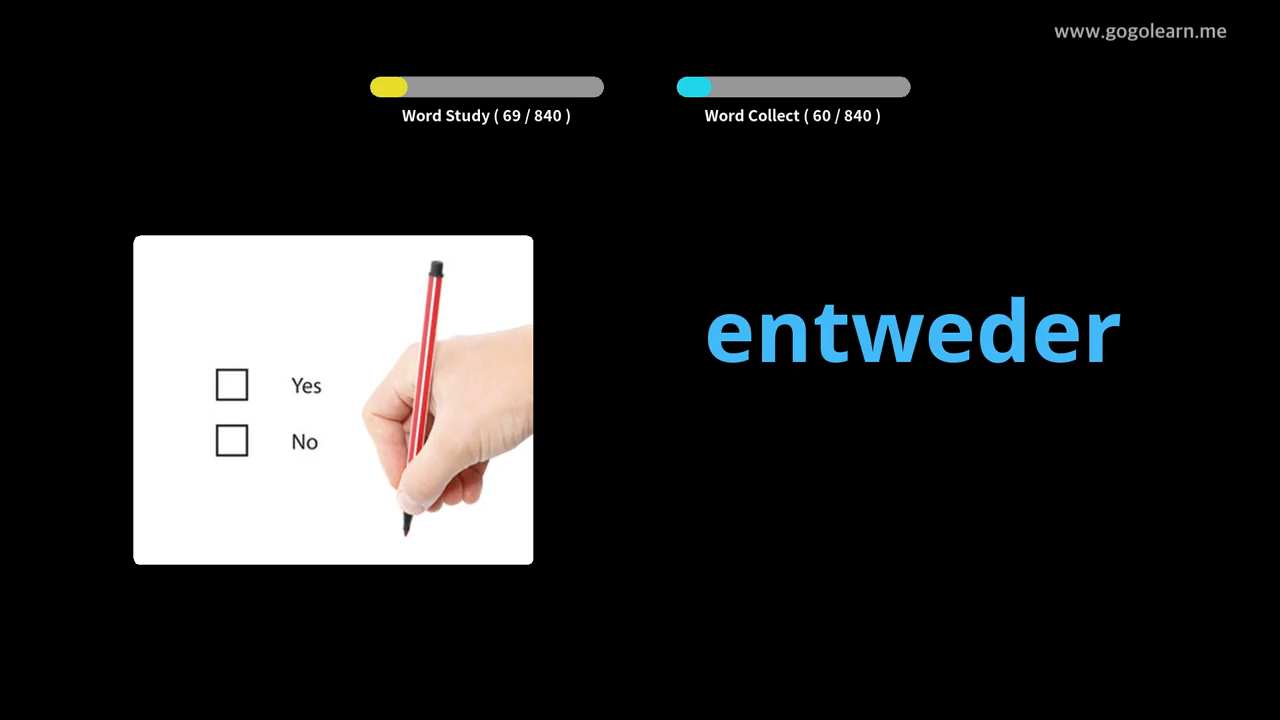 www.gogolearn.me
Word Study ( 69 / 840 )
Word Collect ( 60 / 840 )
entweder
Yes
No